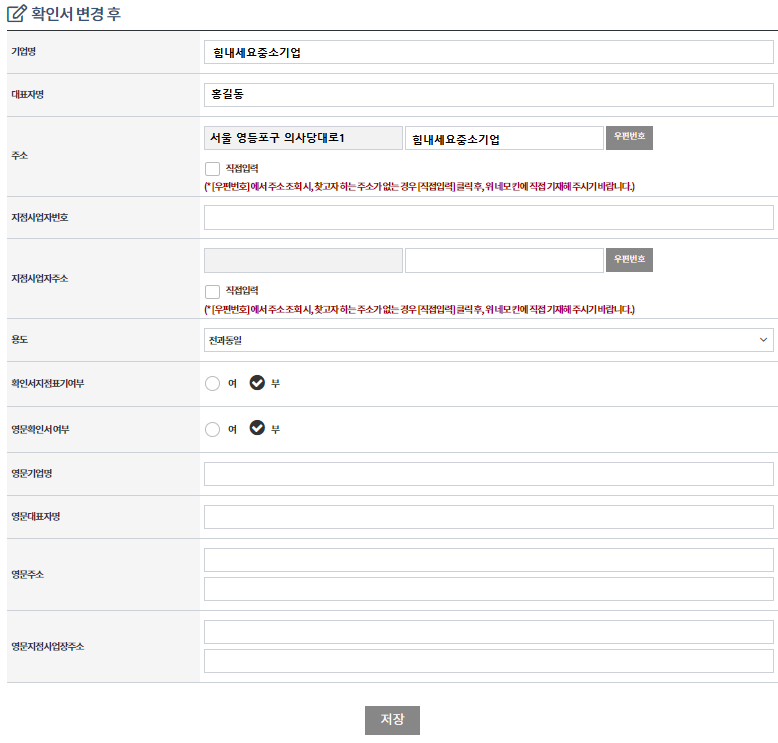 확인서 변경 후
기업명
힘내세요중소기업
대표자명
홍길동
주소
서울 영등포구 의사당대로1 힘내세요중소기업 우편번호
직접입력
(* [우편번호]에서 주소 조회 시, 찾고자 하는 주소가 없는 경우 [직접입력] 클릭 후, 위 네모칸에 직접 기재해 주시기 바랍니다.)
지점사업자번호
지점사업자주소
우편번호
직접입력
(* [우편번호]에서 주소 조회 시, 찾고자 하는 주소가 없는 경우 [직접입력] 클릭 후, 위 네모칸에 직접 기재해 주시기 바랍니다.)
용도
전과동일
확인서지점표기여부
여 부
영문확인서 여부
여 부
영문기업명
영문대표자명
영문주소
영문지점사업장주소
저장